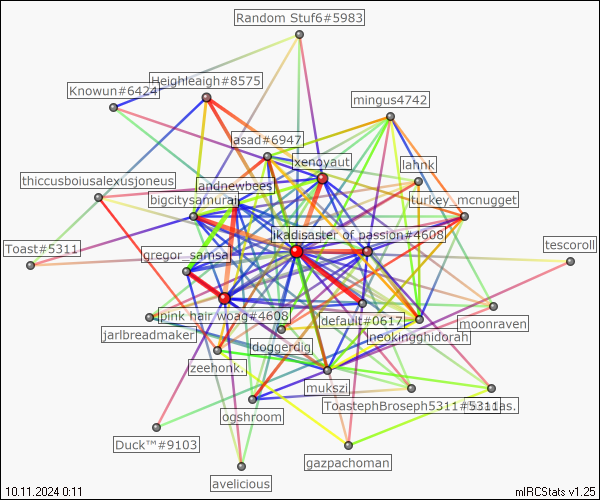 Random Stuf6#5983
Heighleaigh#8575
Knowun#6424
mingus4742
asad#6947
xenoyaut
lahnk
thiccusboiusalexusjoneus
andnewbees
bigcitysamurai
turkey_mcnugget
ikadisaster of passion#4608
Toast#5311
gregor_samsa
tescoroll
pink hair woag#4608
default#0617
moonraven
jarlbreadmaker
neokingghidorah
doggerdig
zeehonk.
mukszi
ToastephBroseph5311#5311
as.
ogshroom
Duck™#9103
gazpachoman
avelicious
10.11.2024 0:11
mIRCStats v1.25